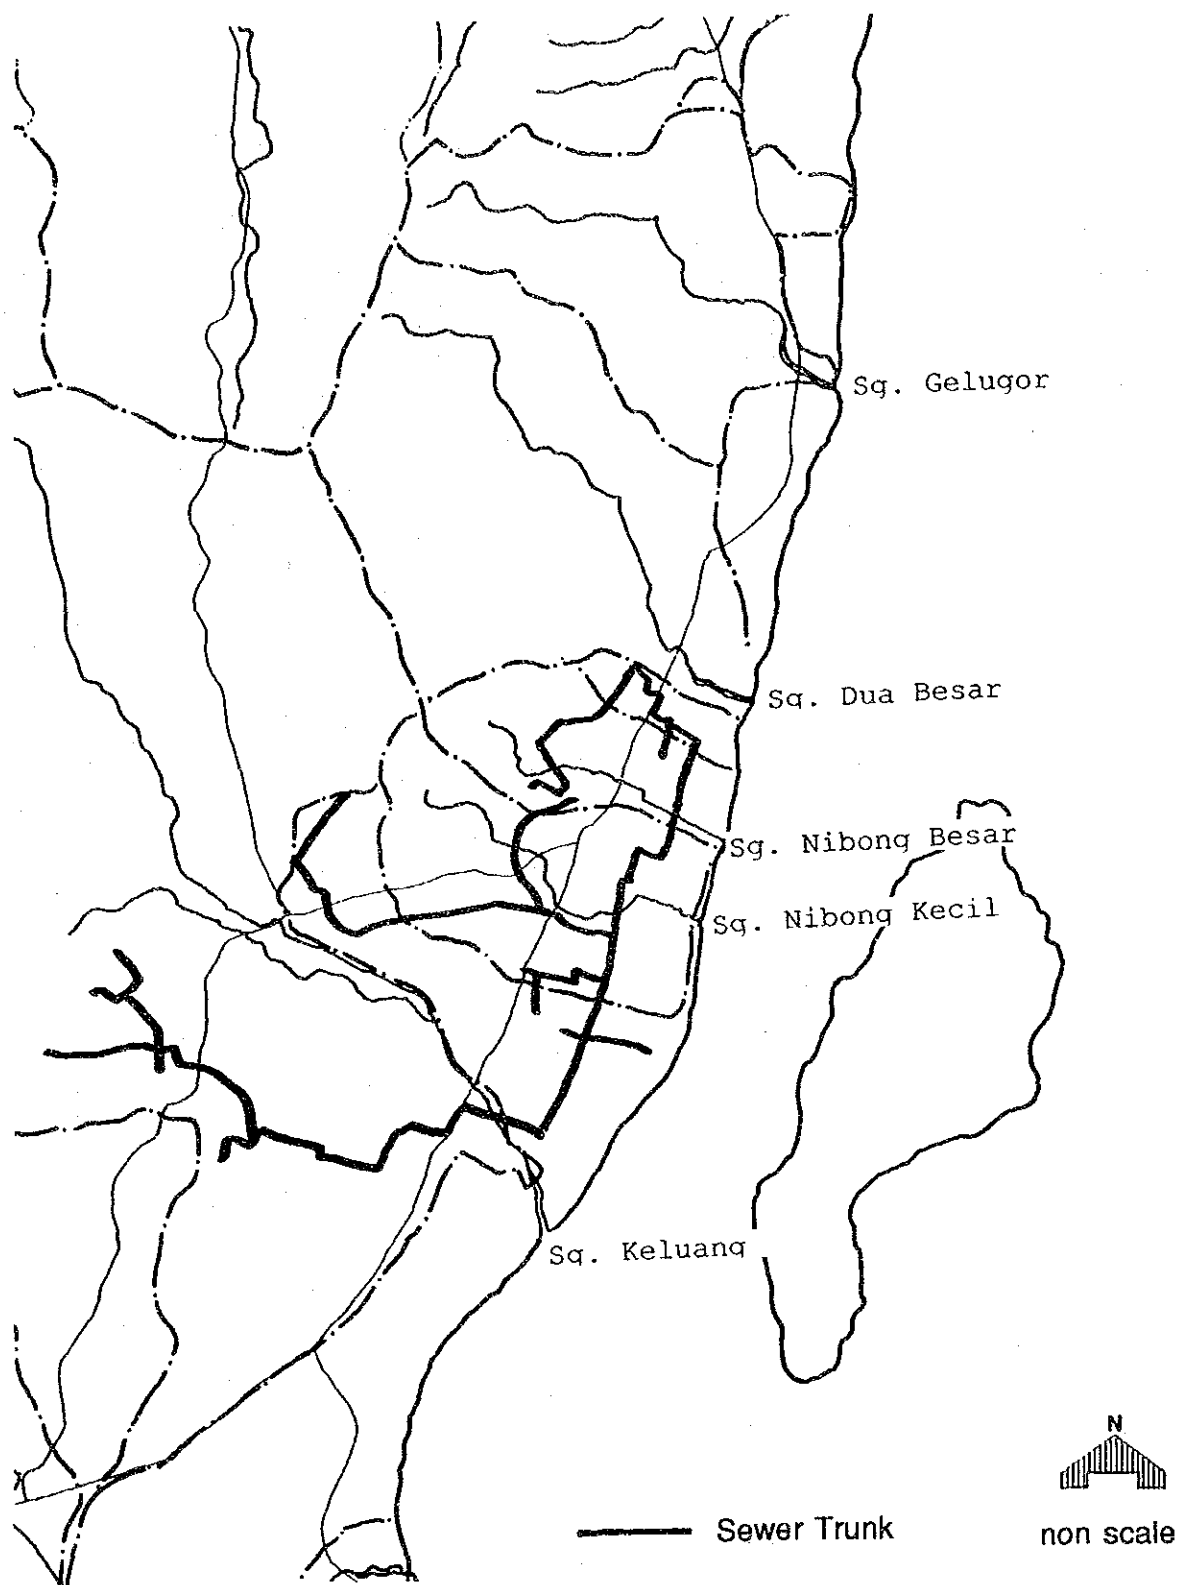 Sg. Gelugor
Sg. Dua Besar
Sg. Nibong Besar
Sg. Nibong Kecil
Sg. Keluang
N
Sewer Trunk
non scale